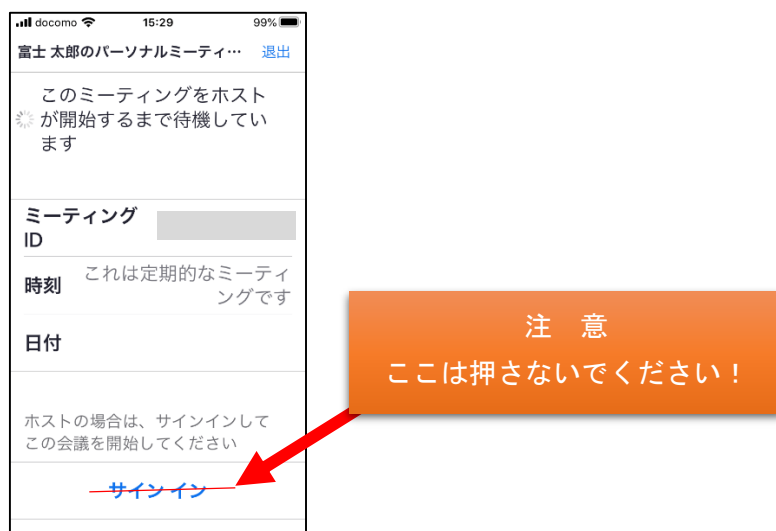 docomo 15:29 99%
富士 太郎のパーソナルミーティ… 退出
このミーティングをホスト
が開始するまで待機してい
ます
ミーティング
ID
時刻 これは定期的なミーティ
ングです
日付
注 意
ここは押さないでください！
ホストの場合は、サインインして
この会議を開始してください
サインイン